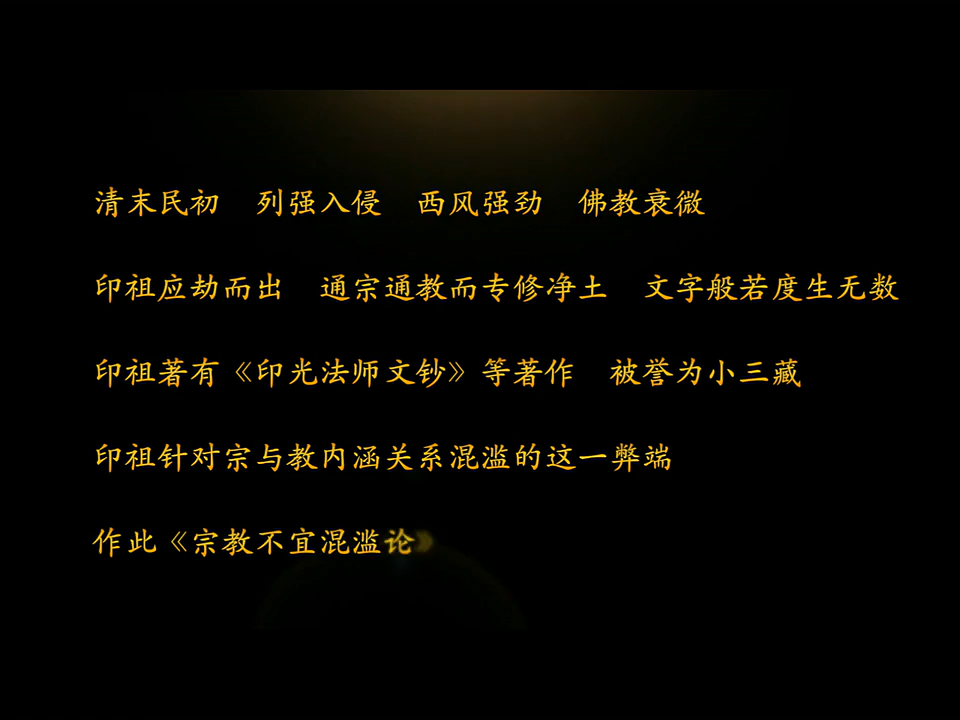 清末民初　列强入侵　西风强劲　佛教衰微
印祖应劫而出　通宗通教而专修净土　文字般若度生无数
印祖著有《印光法师文钞》等著作　被誉为小三藏
印祖针对宗与教内涵关系混滥的这一弊端
作此《宗教不宜混滥论》